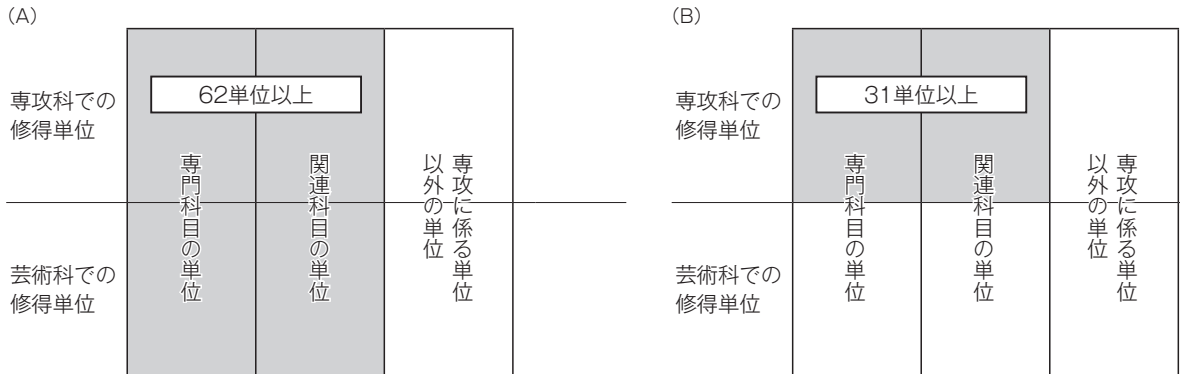 (A)
62単位以上
専攻科での
修得単位
専門科目の単位
関連科目の単位
専攻に係る単位
以外の単位
芸術科での
修得単位
(B)
31単位以上
専攻科での
修得単位
専門科目の単位
関連科目の単位
専攻に係る単位
以外の単位
芸術科での
修得単位